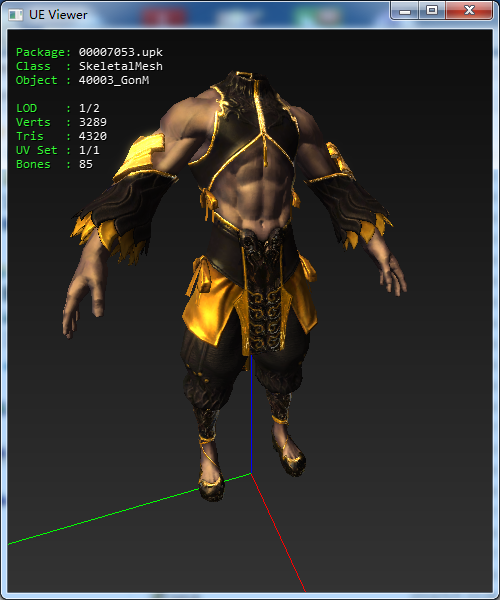 UE Viewer
Package: 00007053.upk
Class  : SkeletalMesh
Object : 40003_GonM
LOD    : 1/2
Verts  : 3289
Tris   : 4320
UV Set : 1/1
Bones  : 85